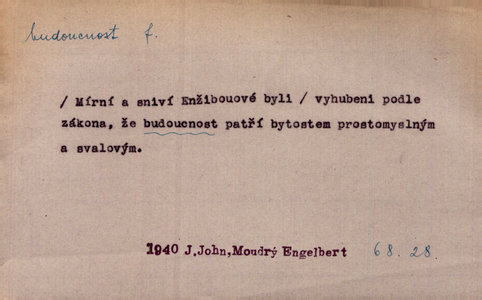 budoucnost f.
/ Mírní a sniví Enžibouové byli / vyhubeni podle
zákona, že budoucnost patří bytostem prostomyslným
a svalovým.
1940 J.John,Moudrý Engelbert 68.28.